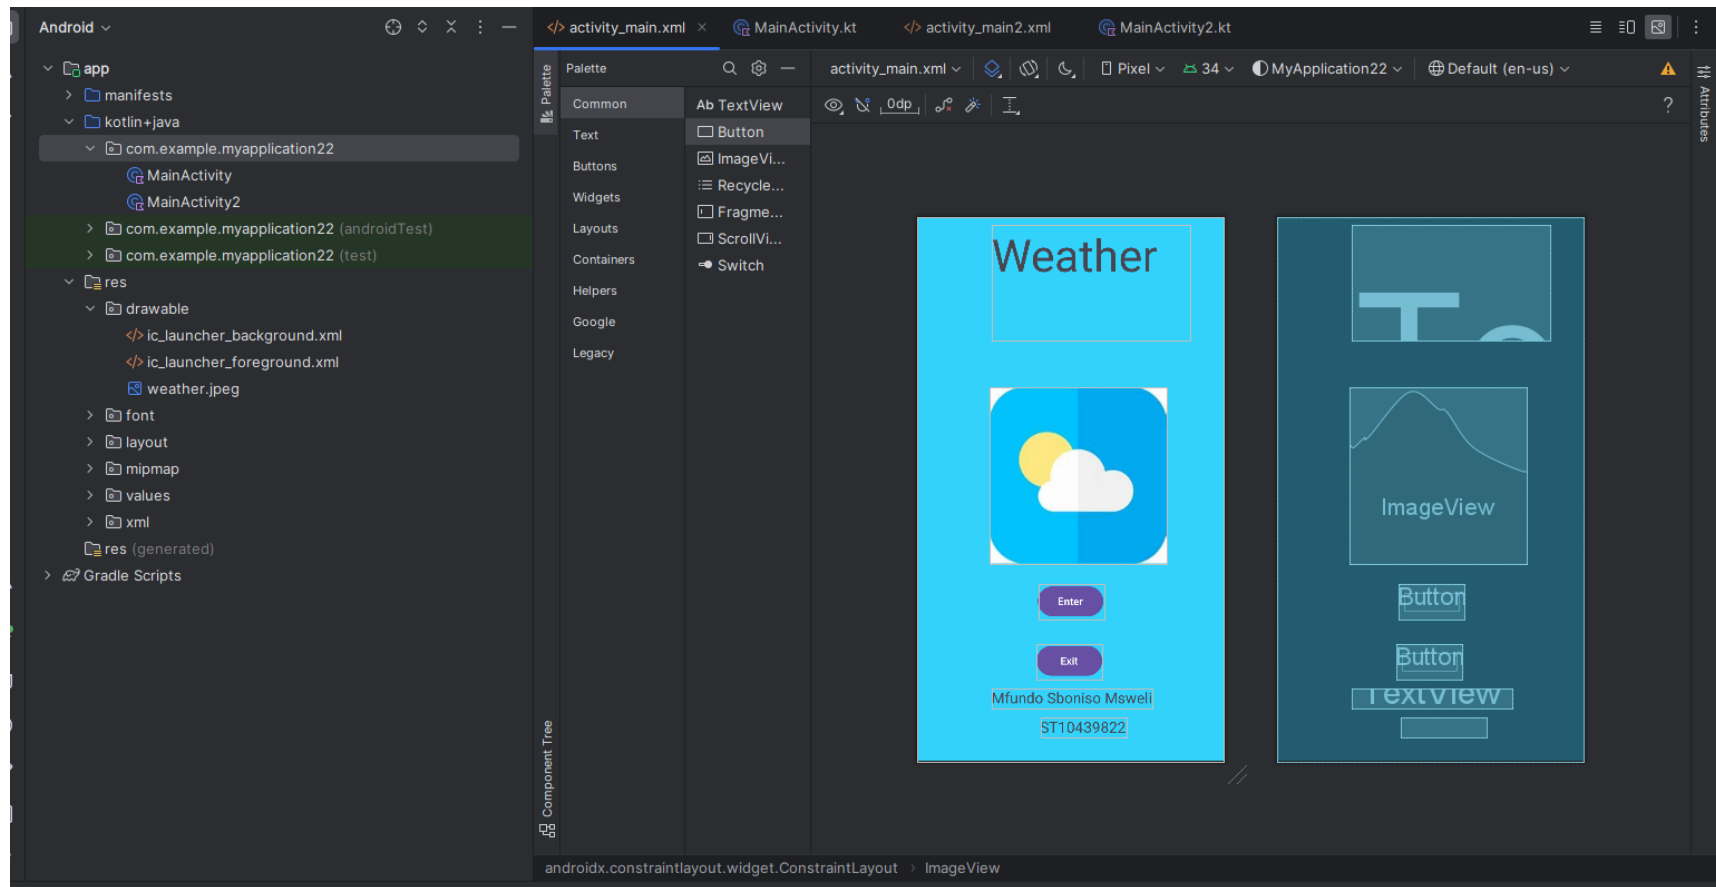 Android
activity_main.xml
MainActivity.kt
activity_main2.xml
MainActivity2.kt
app
manifests
kotlin+java
com.example.myapplication22
MainActivity
MainActivity2
com.example.myapplication22 (androidTest)
com.example.myapplication22 (test)
res
drawable
ic_launcher_background.xml
ic_launcher_foreground.xml
weather.jpeg
font
layout
mipmap
values
xml
res (generated)
Gradle Scripts
Palette
Component Tree
Palette
Common
Text
Buttons
Widgets
Layouts
Containers
Helpers
Google
Legacy
Ab TextView
Button
ImageVi...
Recycle...
Fragme...
ScrollVi...
Switch
activity_main.xml
Pixel
34
MyApplication22
Default (en-us)
0dp
?
Attributes
Weather
Enter
Exit
Mfundo Sboniso Msweli
ST10439822
ImageView
Button
Button
TextView
androidx.constraintlayout.widget.ConstraintLayout > ImageView